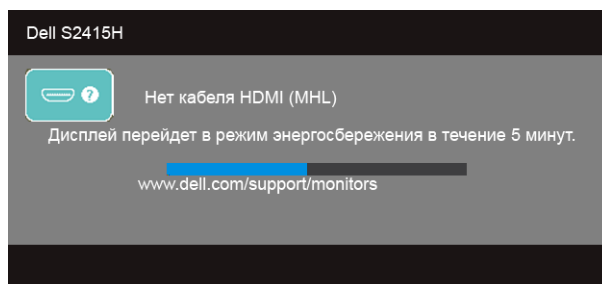 Dell S2415H
Нет кабеля HDMI (MHL)
Дисплей перейдет в режим энергосбережения в течение 5 минут.
www.dell.com/support/monitors